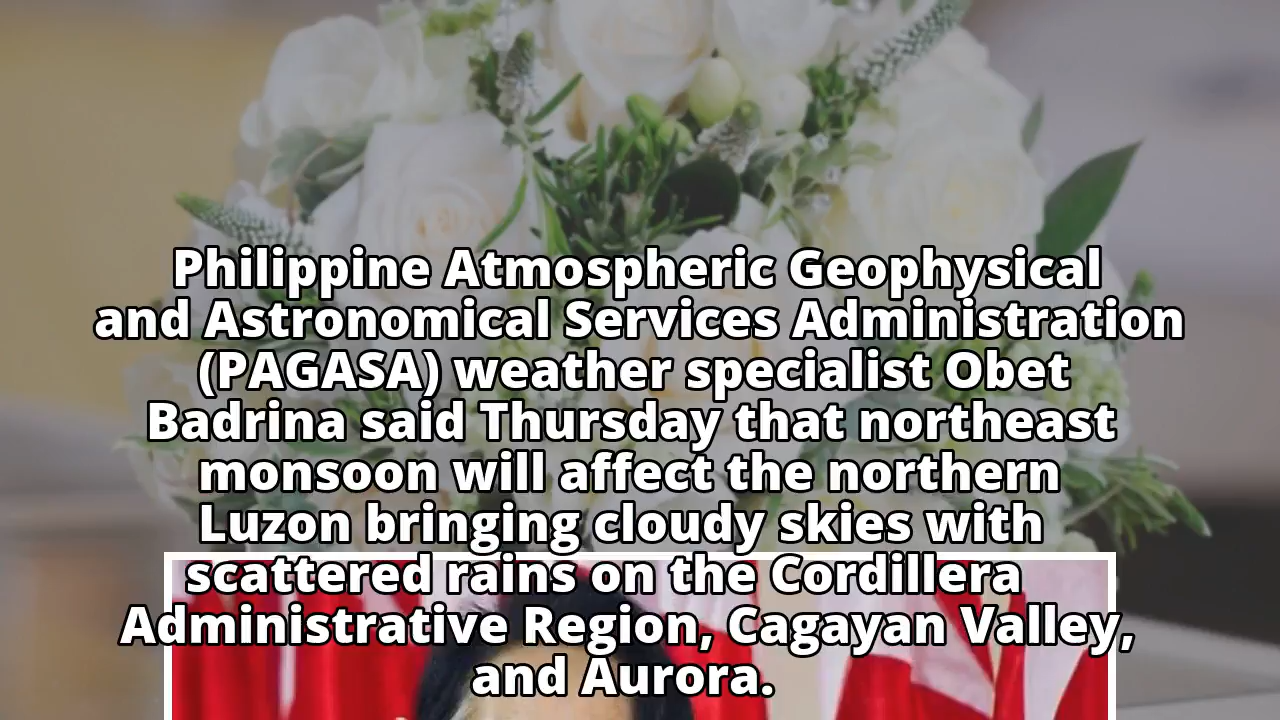 Philippine Atmospheric Geophysical
and Astronomical Services Administration
(PAGASA) weather specialist Obet
Badrina said Thursday that northeast
monsoon will affect the northern
Luzon bringing cloudy skies with
scattered rains on the Cordillera
Administrative Region, Cagayan Valley,
and Aurora.